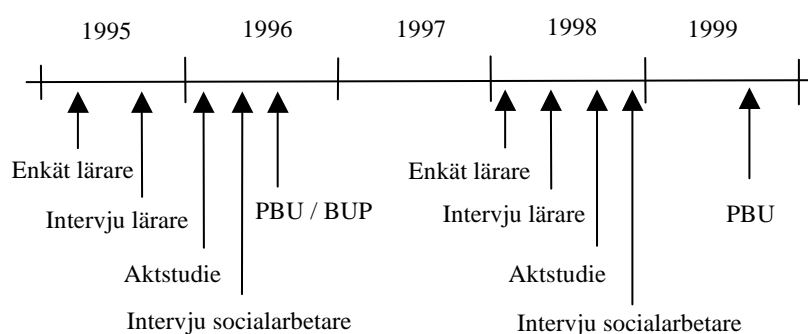 1995 1996 1997 1998 1999
Enkät lärare Enkät lärare
Intervju lärare PBU / BUP Intervju lärare PBU
Aktstudie Aktstudie
Intervju socialarbetare Intervju socialarbetare